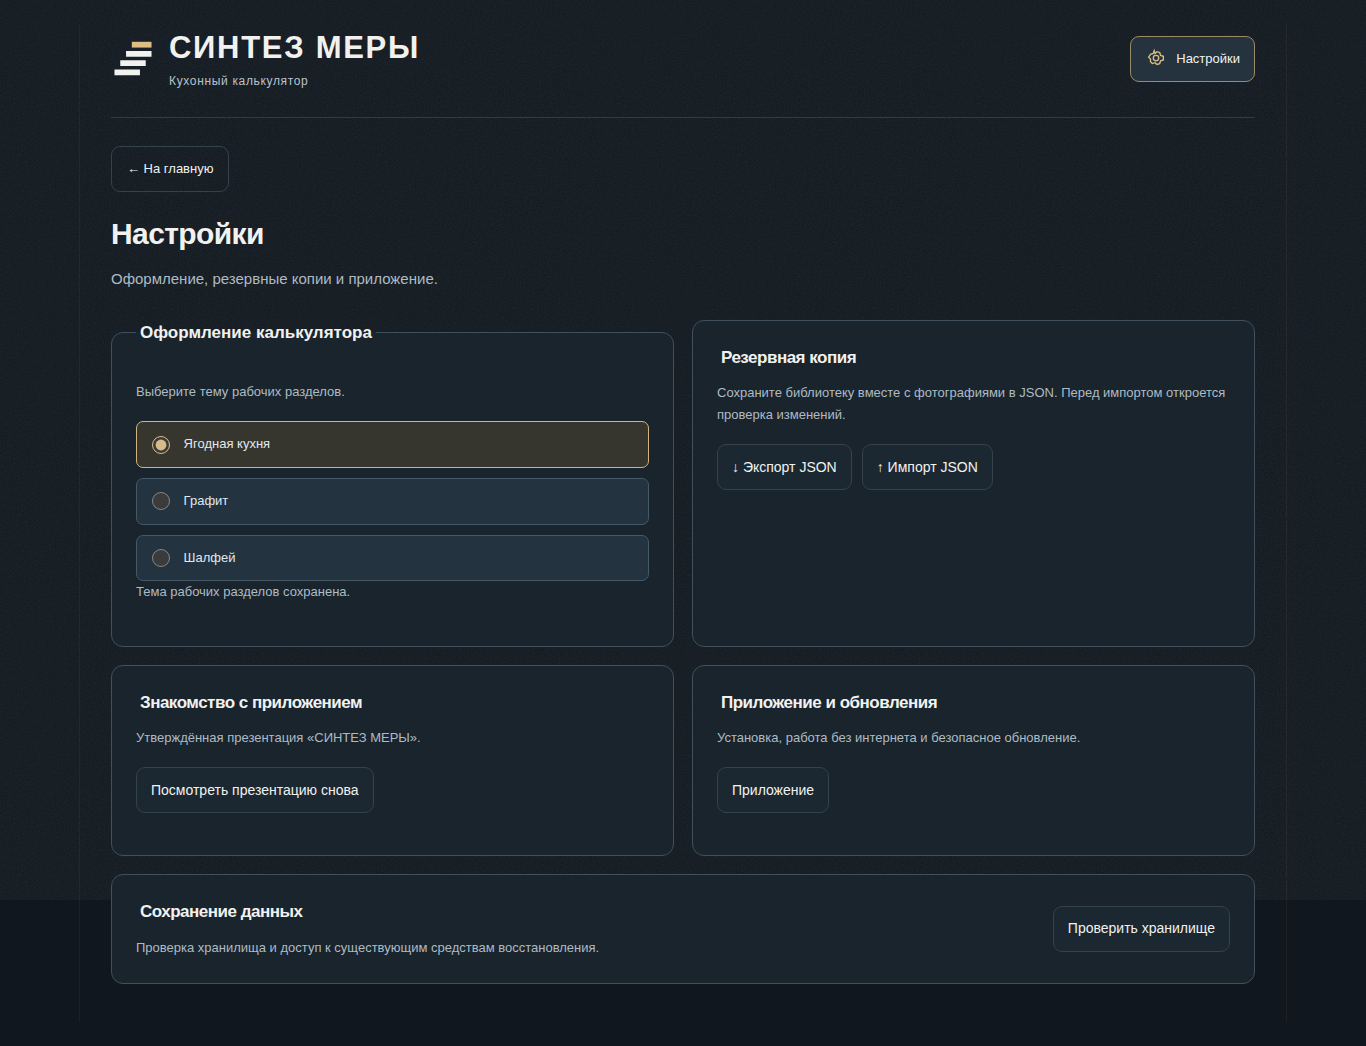 СИНТЕЗ МЕРЫ
Кухонный калькулятор
Настройки
← На главную
Настройки
Оформление, резервные копии и приложение.
Оформление калькулятора
Выберите тему рабочих разделов.
Ягодная кухня
Графит
Шалфей
Тема рабочих разделов сохранена.
Резервная копия
Сохраните библиотеку вместе с фотографиями в JSON. Перед импортом откроется
проверка изменений.
↓ Экспорт JSON
↑ Импорт JSON
Знакомство с приложением
Утверждённая презентация «СИНТЕЗ МЕРЫ».
Посмотреть презентацию снова
Приложение и обновления
Установка, работа без интернета и безопасное обновление.
Приложение
Сохранение данных
Проверка хранилища и доступ к существующим средствам восстановления.
Проверить хранилище